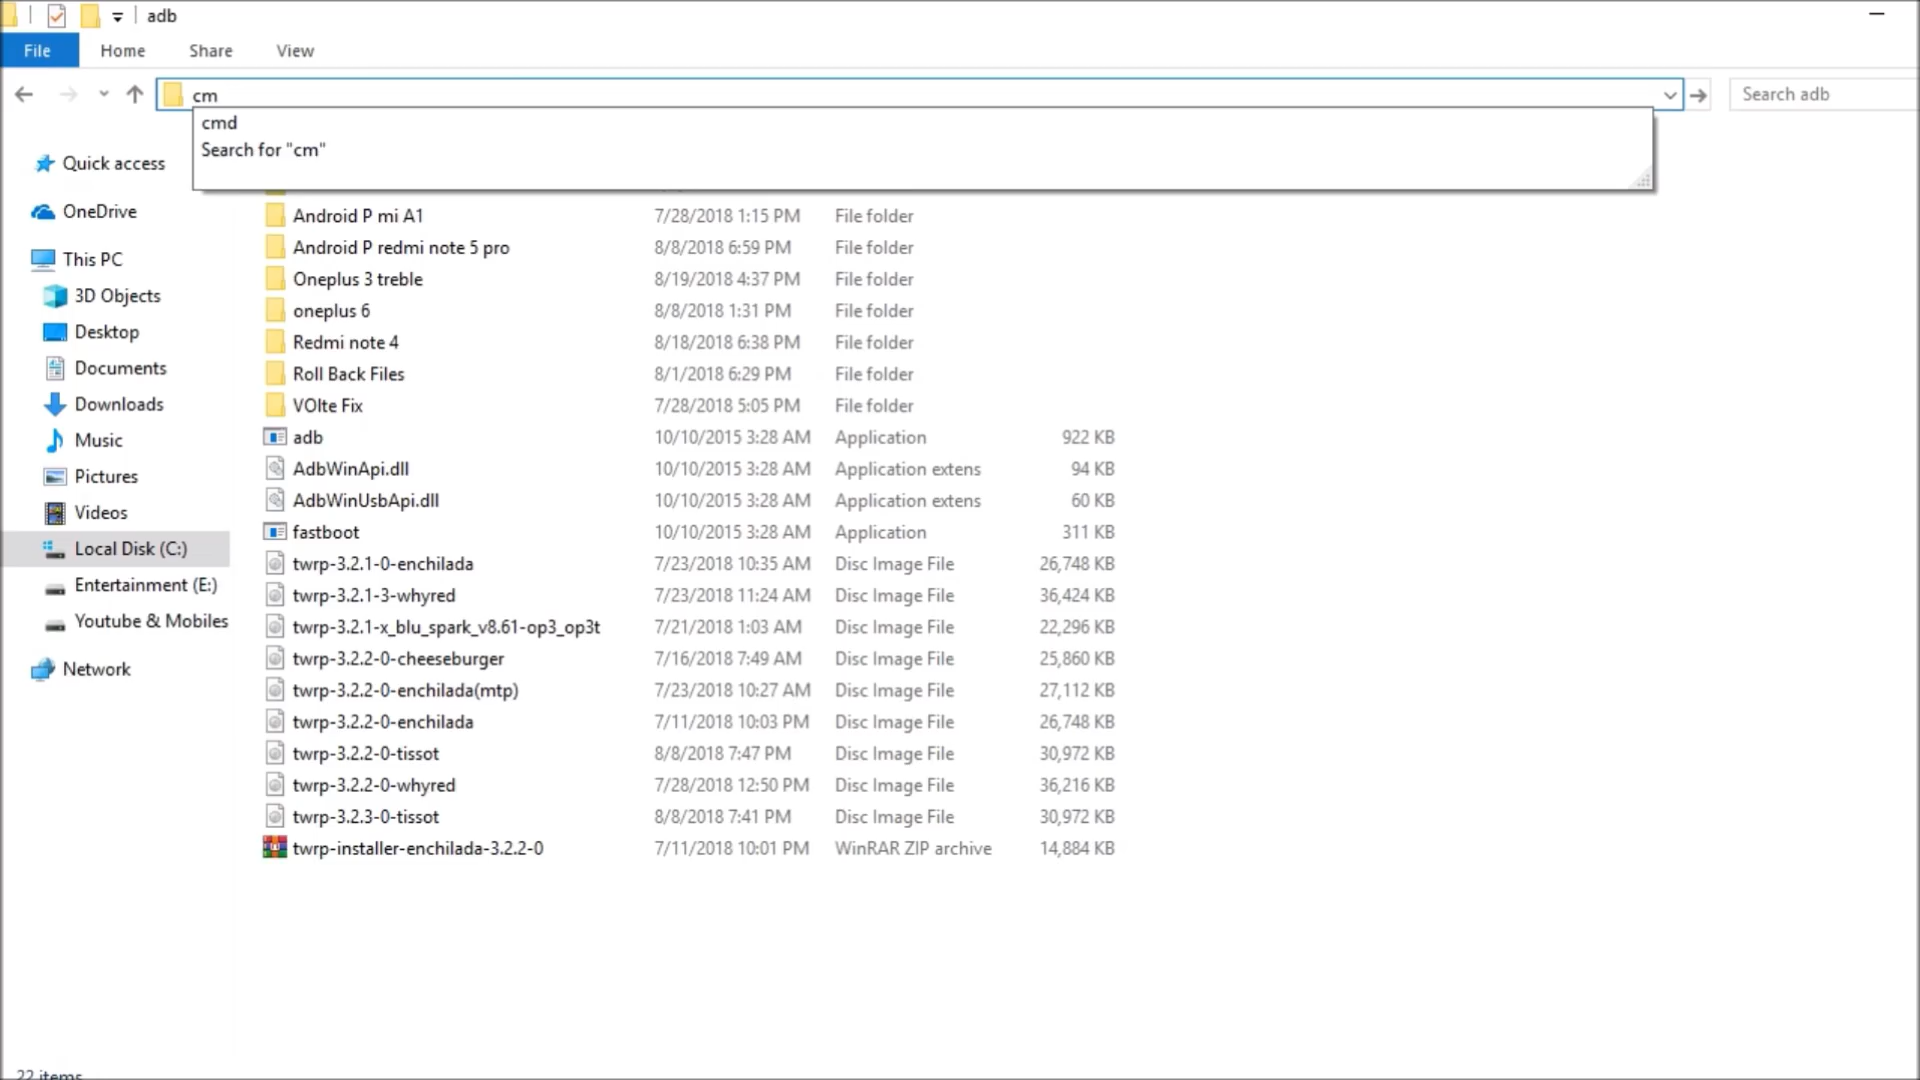 adb
File Home Share View
cm
Search adb
cmd
Search for "cm"
Quick access
OneDrive
This PC
3D Objects
Desktop
Documents
Downloads
Music
Pictures
Videos
Local Disk (C:)
Entertainment (E:)
Youtube & Mobiles
Network
Android P mi A1 7/28/2018 1:15 PM File folder
Android P redmi note 5 pro 8/8/2018 6:59 PM File folder
Oneplus 3 treble 8/19/2018 4:37 PM File folder
oneplus 6 8/8/2018 1:31 PM File folder
Redmi note 4 8/18/2018 6:38 PM File folder
Roll Back Files 8/1/2018 6:29 PM File folder
VOlte Fix 7/28/2018 5:05 PM File folder
adb 10/10/2015 3:28 AM Application 922 KB
AdbWinApi.dll 10/10/2015 3:28 AM Application extens 94 KB
AdbWinUsbApi.dll 10/10/2015 3:28 AM Application extens 60 KB
fastboot 10/10/2015 3:28 AM Application 311 KB
twrp-3.2.1-0-enchilada 7/23/2018 10:35 AM Disc Image File 26,748 KB
twrp-3.2.1-3-whyred 7/23/2018 11:24 AM Disc Image File 36,424 KB
twrp-3.2.1-x_blu_spark_v8.61-op3_op3t 7/21/2018 1:03 AM Disc Image File 22,296 KB
twrp-3.2.2-0-cheeseburger 7/16/2018 7:49 AM Disc Image File 25,860 KB
twrp-3.2.2-0-enchilada(mtp) 7/23/2018 10:27 AM Disc Image File 27,112 KB
twrp-3.2.2-0-enchilada 7/11/2018 10:03 PM Disc Image File 26,748 KB
twrp-3.2.2-0-tissot 8/8/2018 7:47 PM Disc Image File 30,972 KB
twrp-3.2.2-0-whyred 7/28/2018 12:50 PM Disc Image File 36,216 KB
twrp-3.2.3-0-tissot 8/8/2018 7:41 PM Disc Image File 30,972 KB
twrp-installer-enchilada-3.2.2-0 7/11/2018 10:01 PM WinRAR ZIP archive 14,884 KB
22 items